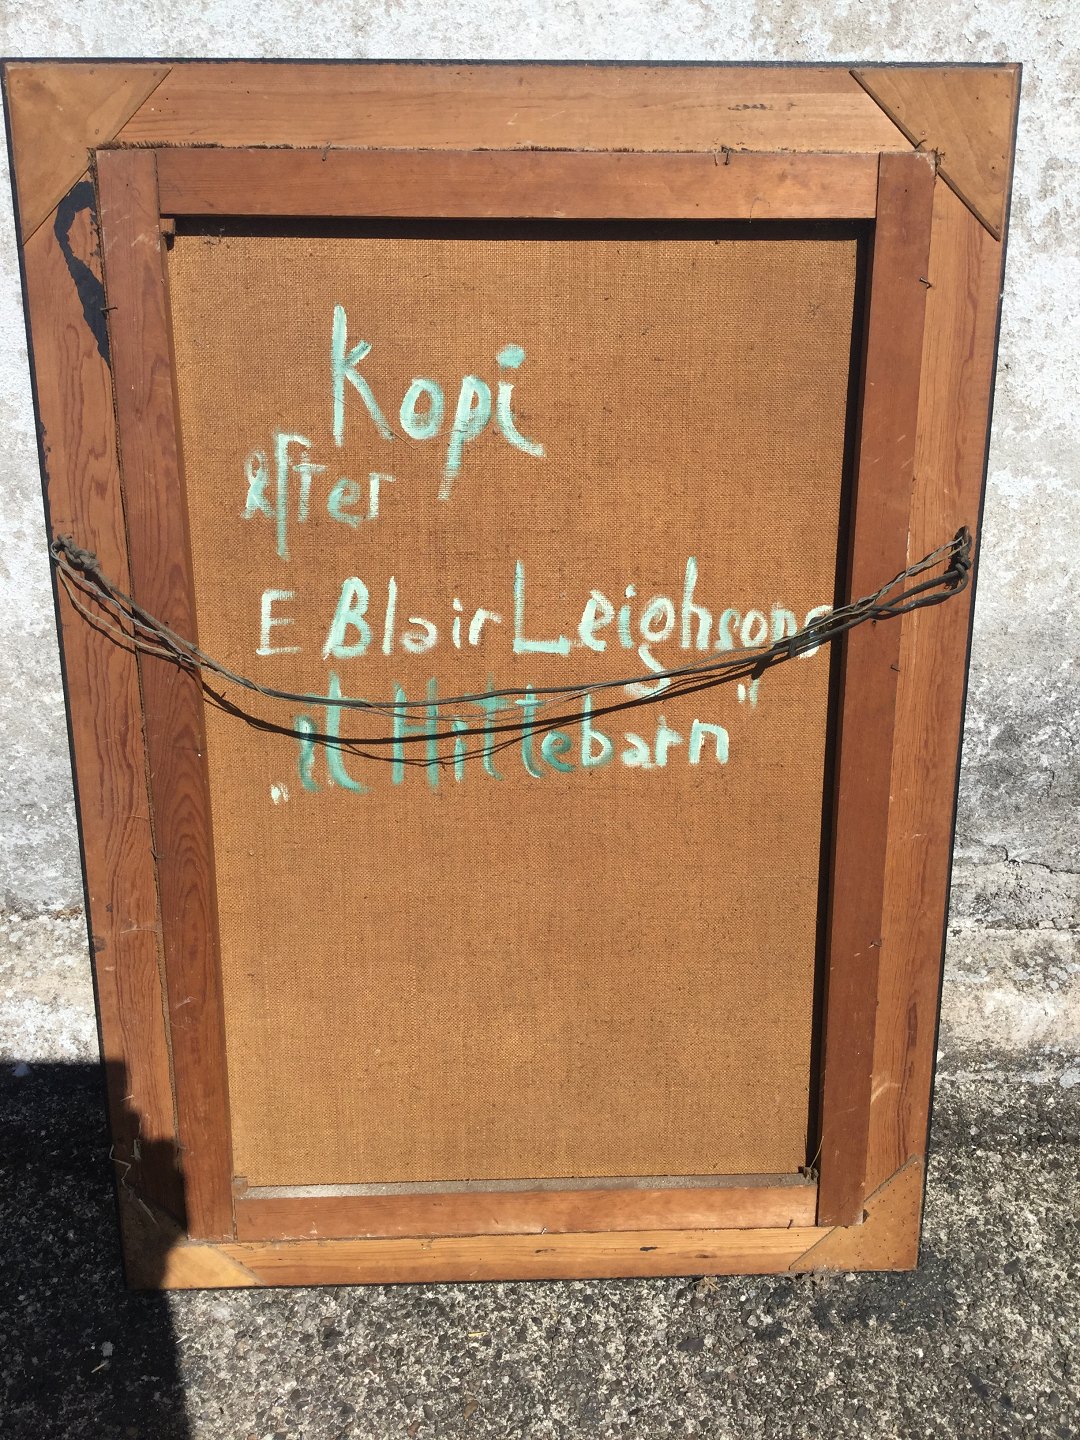 Kopi
efter
E Blair Leighsons
"et Hittebarn"